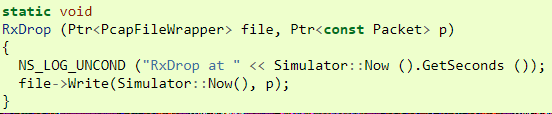 static void
RxDrop (Ptr<PcapFileWrapper> file, Ptr<const Packet> p)
{
  NS_LOG_UNCOND ("RxDrop at " << Simulator::Now ().GetSeconds ());
  file->Write(Simulator::Now(), p);
}